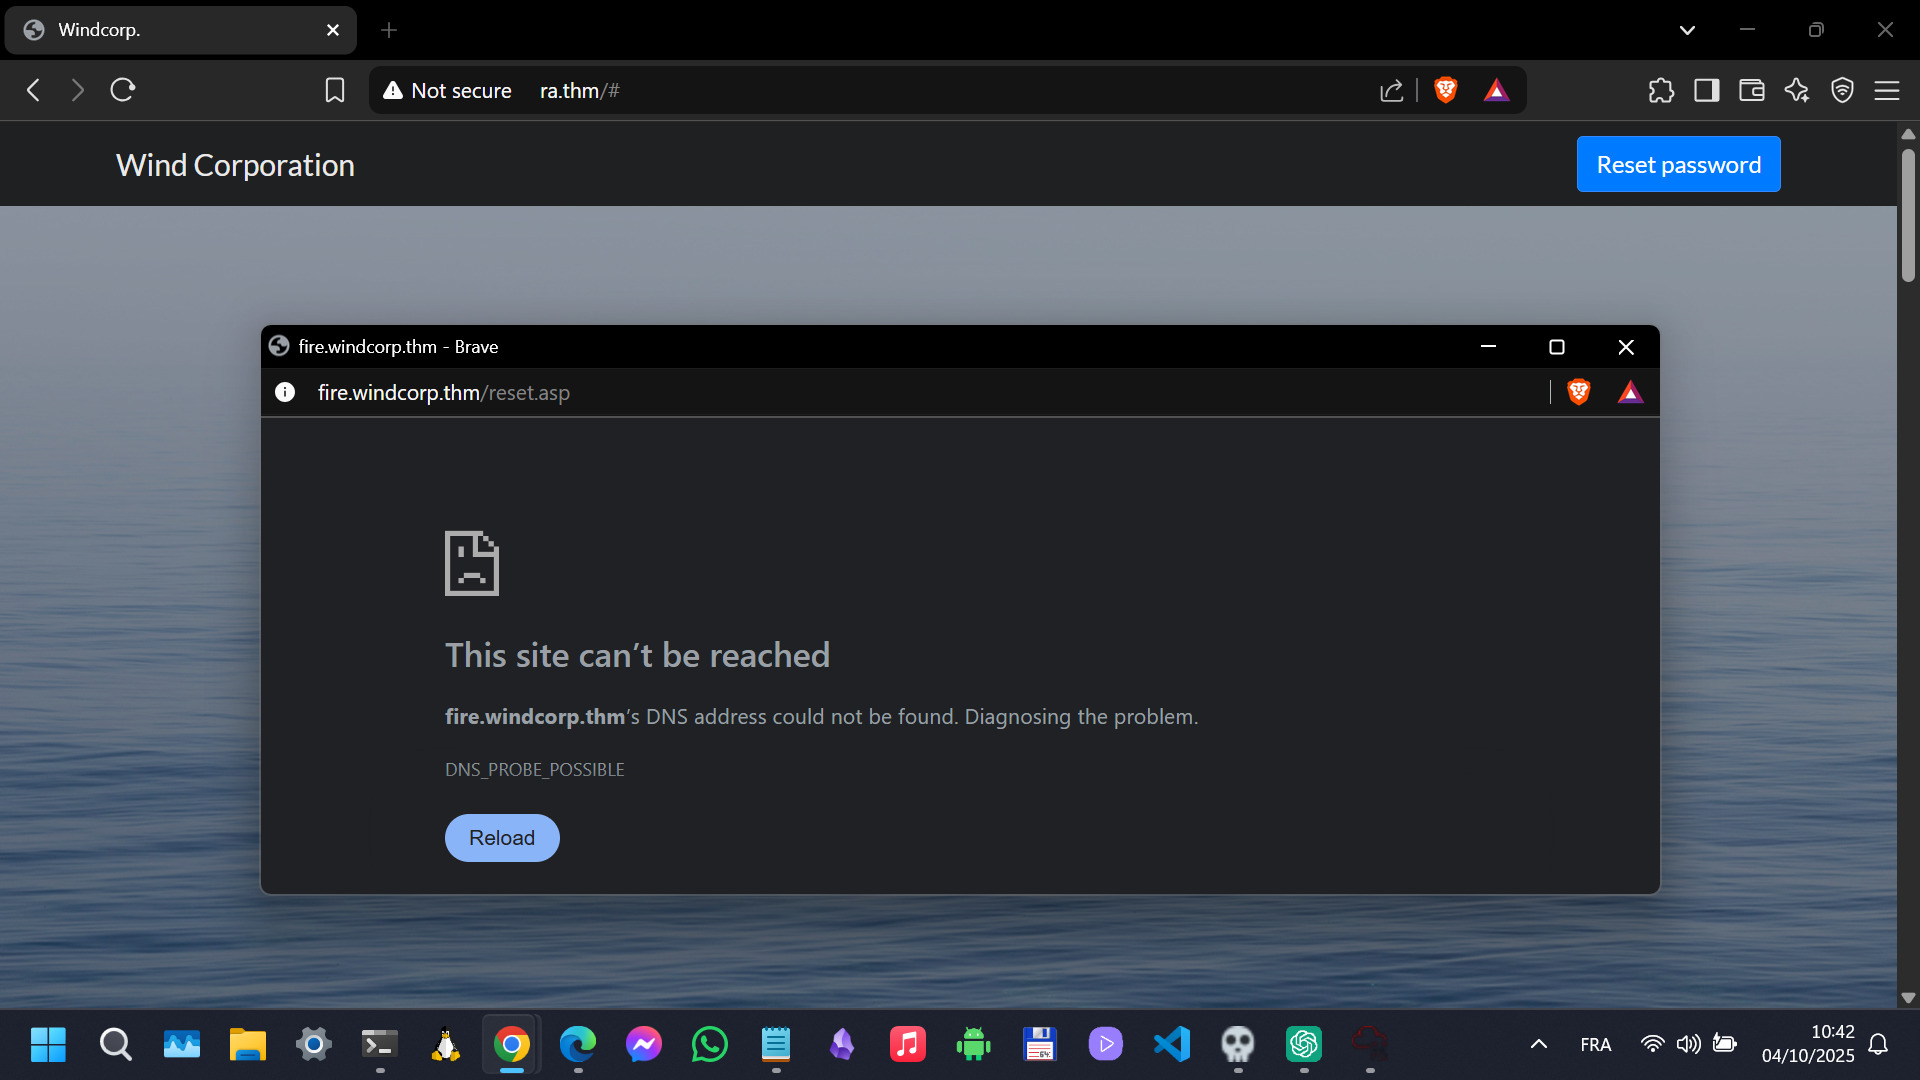 Windcorp.
Not secure ra.thm/#
Wind Corporation
Reset password
fire.windcorp.thm - Brave
fire.windcorp.thm/reset.asp
This site can’t be reached
fire.windcorp.thm’s DNS address could not be found. Diagnosing the problem.
DNS_PROBE_POSSIBLE
Reload
64
FRA
10:42
04/10/2025